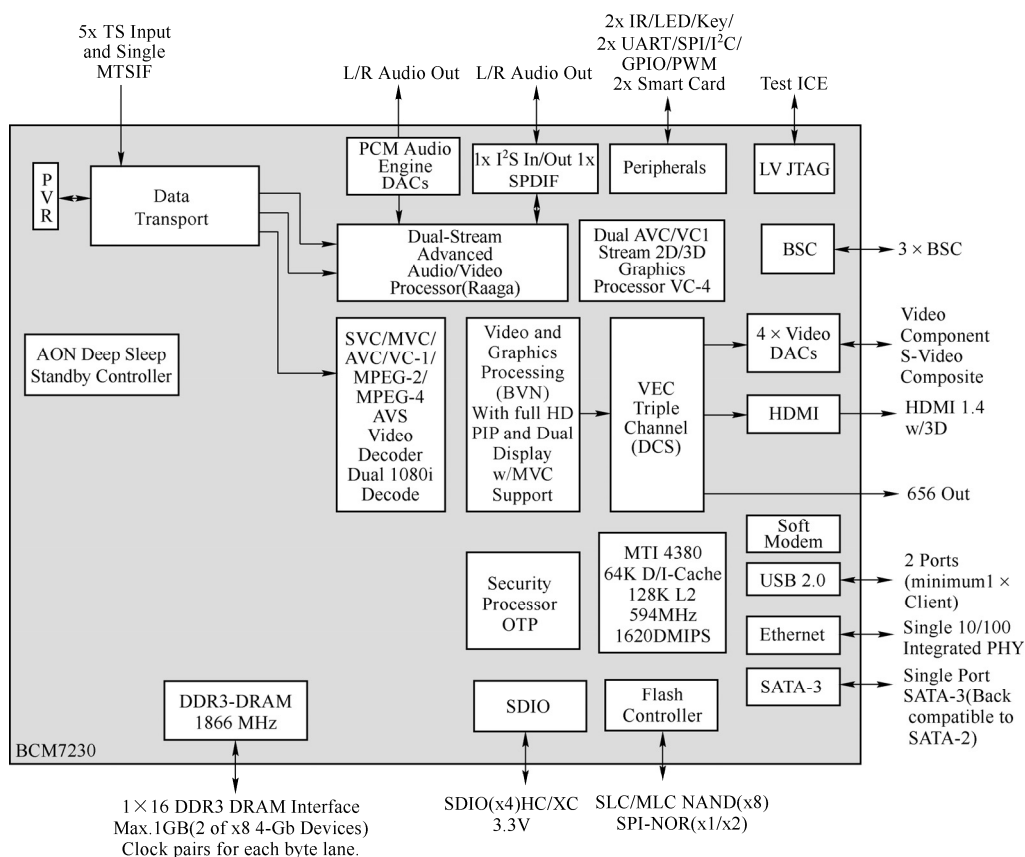 5x TS Input
and Single
MTSIF
L/R Audio Out
L/R Audio Out
2x IR/LED/Key/
2x UART/SPI/I²C/
GPIO/PWM
2x Smart Card
Test ICE
P
V
R
Data
Transport
PCM Audio
Engine
DACs
1x I²S In/Out 1x
SPDIF
Peripherals
LV JTAG
Dual-Stream
Advanced
Audio/Video
Processor(Raaga)
Dual AVC/VC1
Stream 2D/3D
Graphics
Processor VC-4
BSC
3 × BSC
AON Deep Sleep
Standby Controller
SVC/MVC/
AVC/VC-1/
MPEG-2/
MPEG-4
AVS
Video
Decoder
Dual 1080i
Decode
Video and
Graphics
Processing
(BVN)
With full HD
PIP and Dual
Display
w/MVC
Support
VEC
Triple
Channel
(DCS)
4 × Video
DACs
Video
Component
S-Video
Composite
HDMI
HDMI 1.4
w/3D
656 Out
Soft
Modem
Security
Processor
OTP
MTI 4380
64K D/I-Cache
128K L2
594MHz
1620DMIPS
USB 2.0
2 Ports
(minimum1 ×
Client)
Ethernet
Single 10/100
Integrated PHY
SATA-3
Single Port
SATA-3(Back
compatible to
SATA-2)
DDR3-DRAM
1866 MHz
SDIO
Flash
Controller
BCM7230
1×16 DDR3 DRAM Interface
Max.1GB(2 of x8 4-Gb Devices)
Clock pairs for each byte lane.
SDIO(x4)HC/XC
3.3V
SLC/MLC NAND(x8)
SPI-NOR(x1/x2)